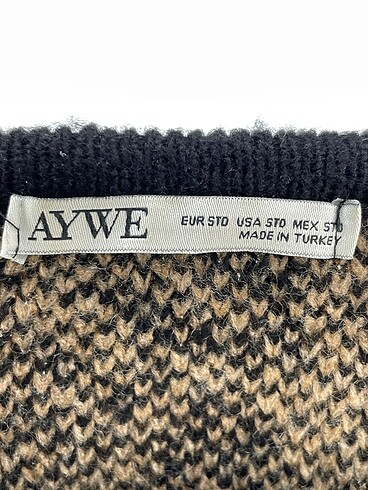 AYWE
EUR STD USA STD MEX STD
MADE IN TURKEY